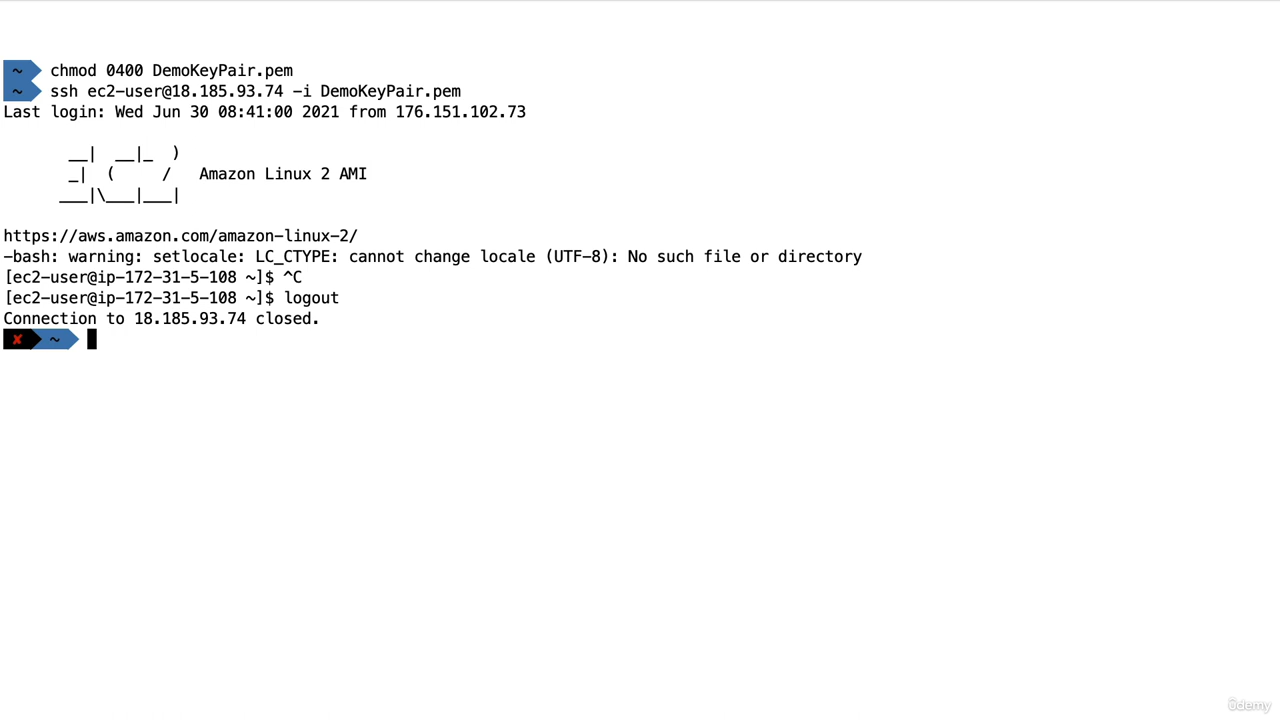 ~ chmod 0400 DemoKeyPair.pem
~ ssh ec2-user@18.185.93.74 -i DemoKeyPair.pem
Last login: Wed Jun 30 08:41:00 2021 from 176.151.102.73
       __|  __|_  )
       _|  (     /   Amazon Linux 2 AMI
      ___|\___|___|
https://aws.amazon.com/amazon-linux-2/
-bash: warning: setlocale: LC_CTYPE: cannot change locale (UTF-8): No such file or directory
[ec2-user@ip-172-31-5-108 ~]$ ^C
[ec2-user@ip-172-31-5-108 ~]$ logout
Connection to 18.185.93.74 closed.
✘ ~
ûdemy